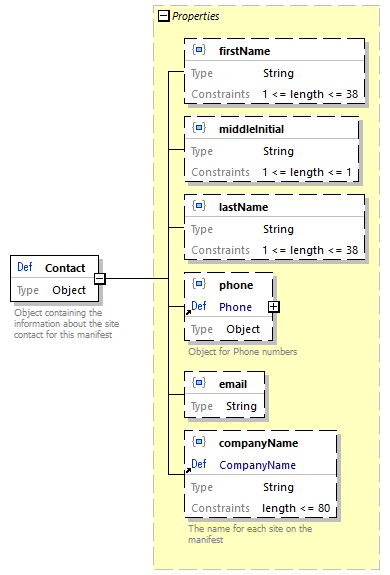 Properties
firstName
Type String
Constraints 1 <= length <= 38
middleInitial
Type String
Constraints 1 <= length <= 1
lastName
Type String
Constraints 1 <= length <= 38
Def Contact
Type Object
Object containing the
information about the site
contact for this manifest
phone
Def Phone
Type Object
Object for Phone numbers
email
Type String
companyName
Def CompanyName
Type String
Constraints length <= 80
The name for each site on the
manifest